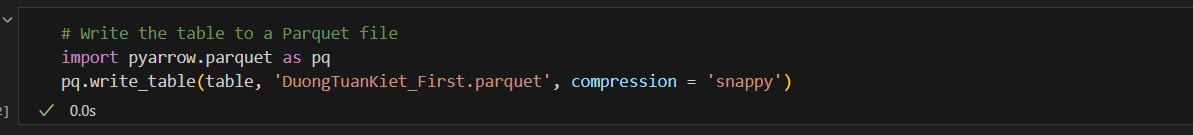 # Write the table to a Parquet file
import pyarrow.parquet as pq
pq.write_table(table, 'DuongTuanKiet_First.parquet', compression = 'snappy')
]
0.0s